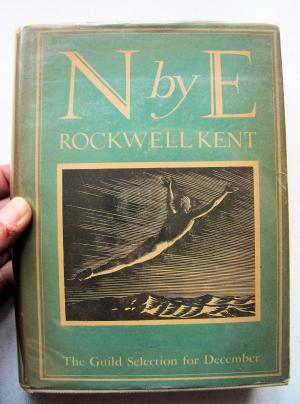 N by E
ROCKWELL KENT
The Guild Selection for December